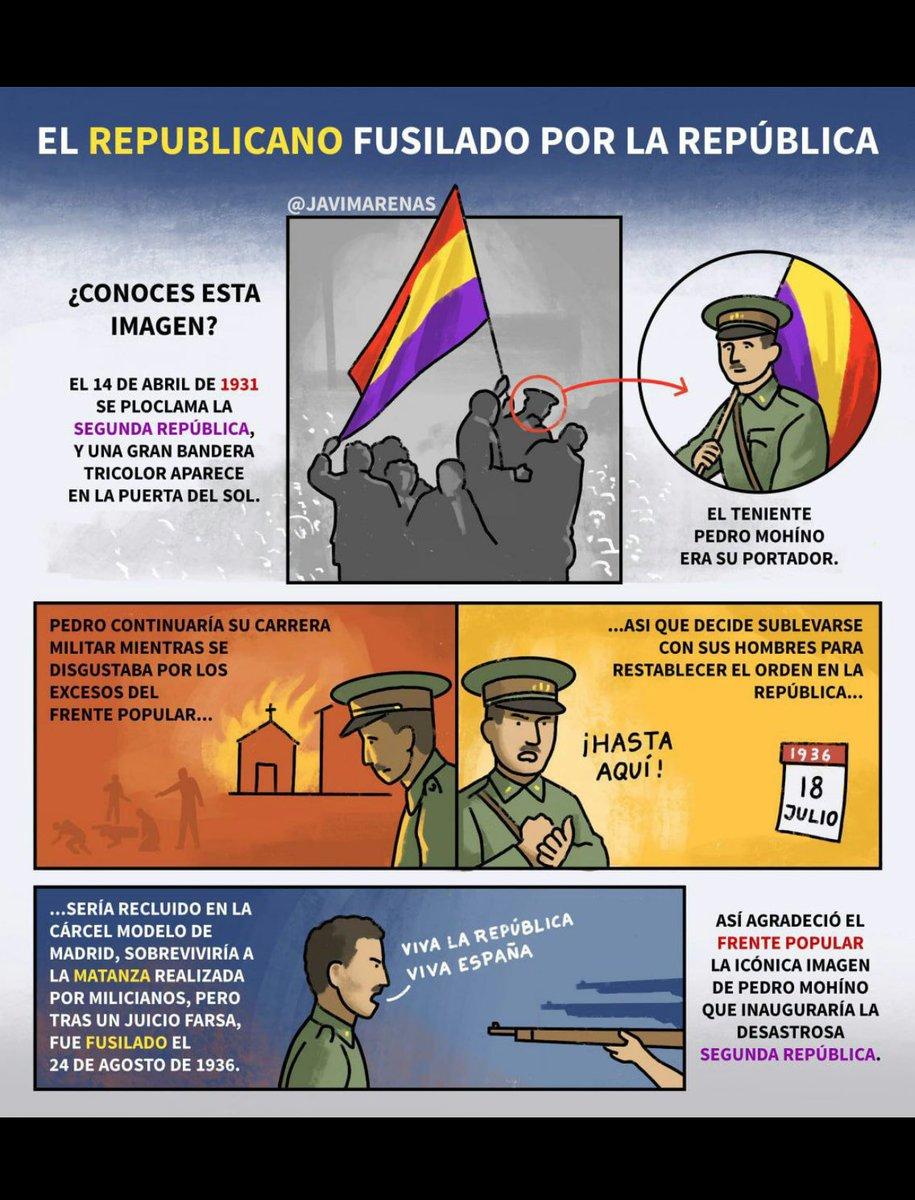 EL REPUBLICANO FUSILADO POR LA REPÚBLICA
@JAVIMARENAS
¿CONOCES ESTA
IMAGEN?
EL 14 DE ABRIL DE 1931
SE PLOCLAMA LA
SEGUNDA REPÚBLICA,
Y UNA GRAN BANDERA
TRICOLOR APARECE
EN LA PUERTA DEL SOL.
EL TENIENTE
PEDRO MOHÍNO
ERA SU PORTADOR.
PEDRO CONTINUARÍA SU CARRERA
MILITAR MIENTRAS SE
DISGUSTABA POR LOS
EXCESOS DEL
FRENTE POPULAR...
...ASI QUE DECIDE SUBLEVARSE
CON SUS HOMBRES PARA
RESTABLECER EL ORDEN EN LA
REPÚBLICA...
¡HASTA
AQUÍ!
1936
18
JULIO
...SERÍA RECLUIDO EN LA
CÁRCEL MODELO DE
MADRID, SOBREVIVIRÍA A
LA MATANZA REALIZADA
POR MILICIANOS, PERO
TRAS UN JUICIO FARSA,
FUE FUSILADO EL
24 DE AGOSTO DE 1936.
VIVA LA REPÚBLICA
VIVA ESPAÑA
ASÍ AGRADECIÓ EL
FRENTE POPULAR
LA ICÓNICA IMAGEN
DE PEDRO MOHÍNO
QUE INAUGURARÍA LA
DESASTROSA
SEGUNDA REPÚBLICA.